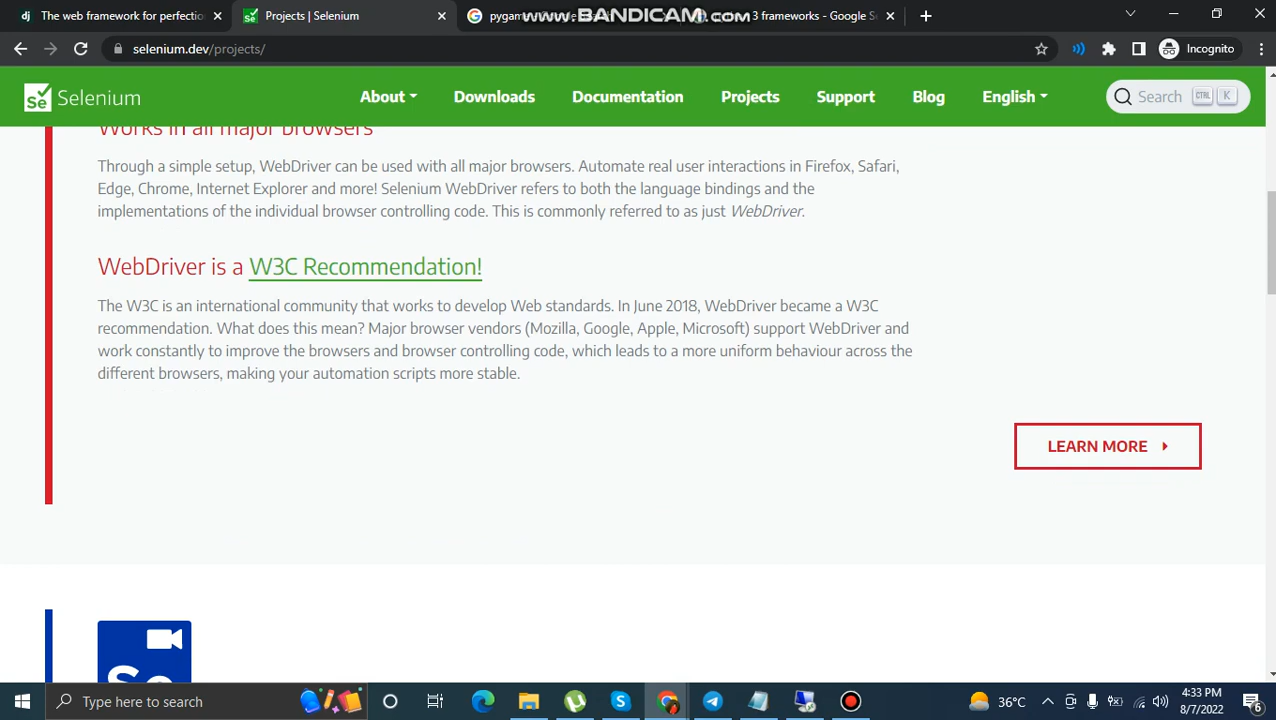 The web framework for perfectio
Projects | Selenium
pygame
www.BANDICAM.com
3 frameworks - Google Se
selenium.dev/projects/
Incognito
Se Selenium
About
Downloads
Documentation
Projects
Support
Blog
English
Search CTRL K
Works in all major browsers
Through a simple setup, WebDriver can be used with all major browsers. Automate real user interactions in Firefox, Safari,
Edge, Chrome, Internet Explorer and more! Selenium WebDriver refers to both the language bindings and the
implementations of the individual browser controlling code. This is commonly referred to as just WebDriver.
WebDriver is a W3C Recommendation!
The W3C is an international community that works to develop Web standards. In June 2018, WebDriver became a W3C
recommendation. What does this mean? Major browser vendors (Mozilla, Google, Apple, Microsoft) support WebDriver and
work constantly to improve the browsers and browser controlling code, which leads to a more uniform behaviour across the
different browsers, making your automation scripts more stable.
LEARN MORE
Se
Type here to search
36°C
4:33 PM
8/7/2022
6